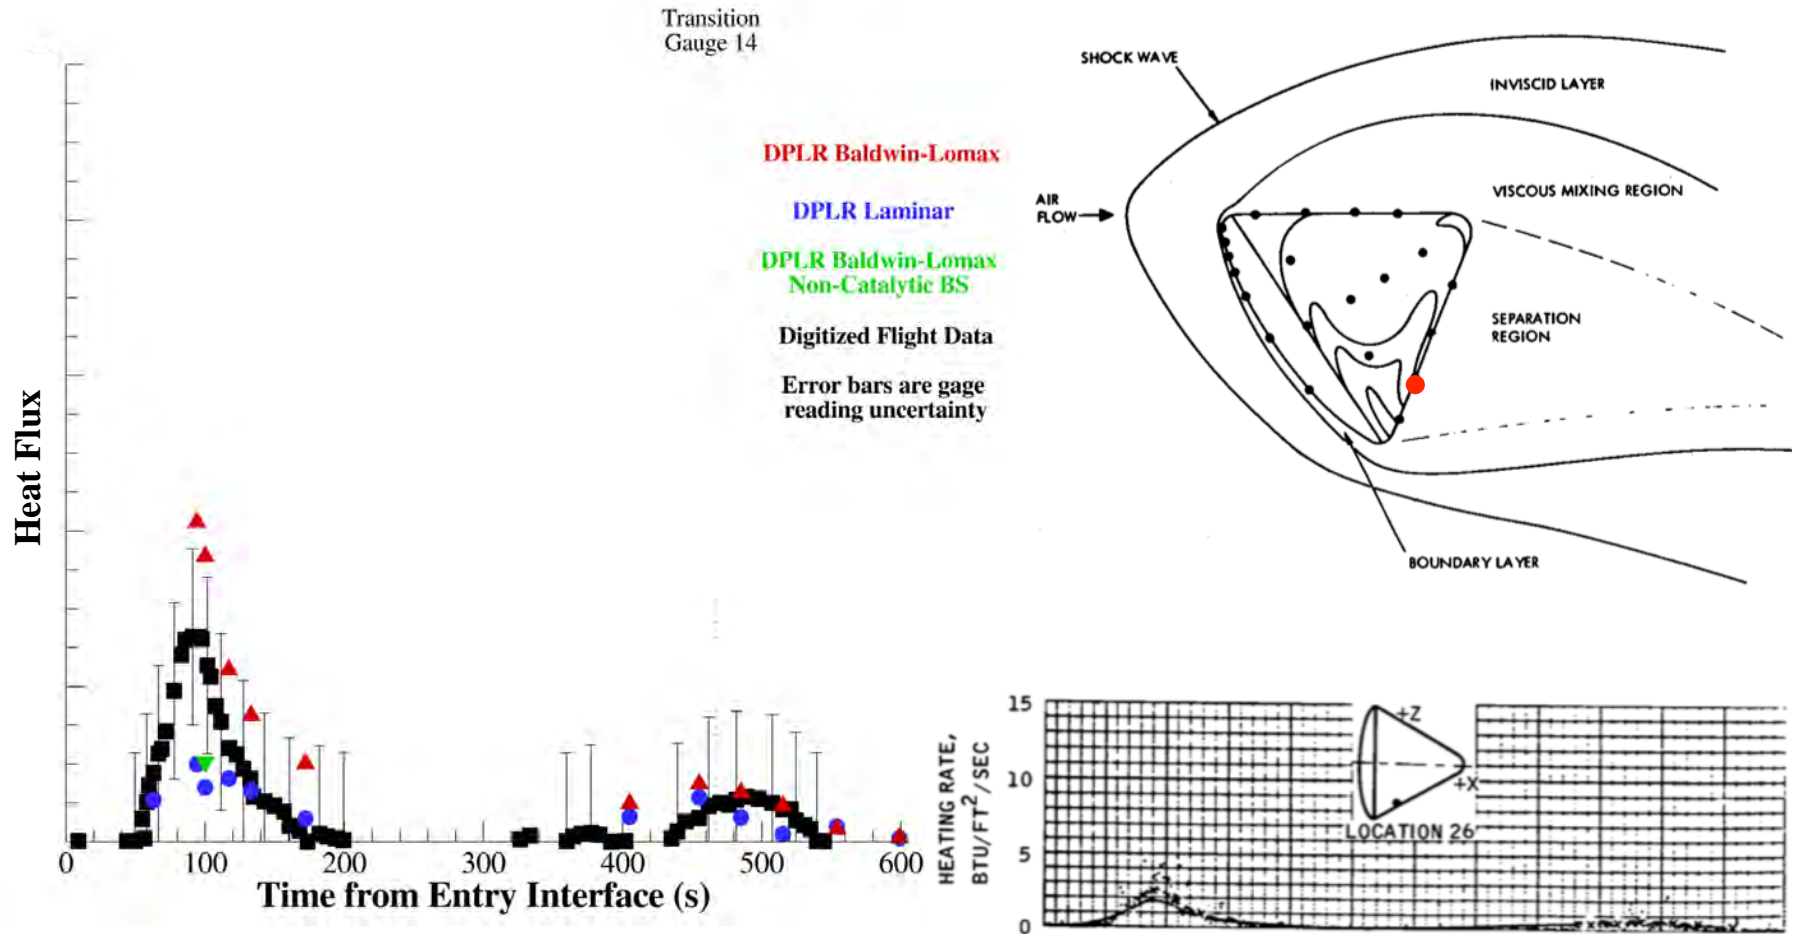 Transition
Gauge 14
DPLR Baldwin-Lomax
DPLR Laminar
DPLR Baldwin-Lomax
Non-Catalytic BS
Digitized Flight Data
Error bars are gage
reading uncertainty
Heat Flux
0
100
200
300
400
500
600
Time from Entry Interface (s)
SHOCK WAVE
INVISCID LAYER
AIR
FLOW
VISCOUS MIXING REGION
SEPARATION
REGION
BOUNDARY LAYER
HEATING RATE,
BTU/FT2/SEC
15
10
5
0
+Z
+X
LOCATION 26